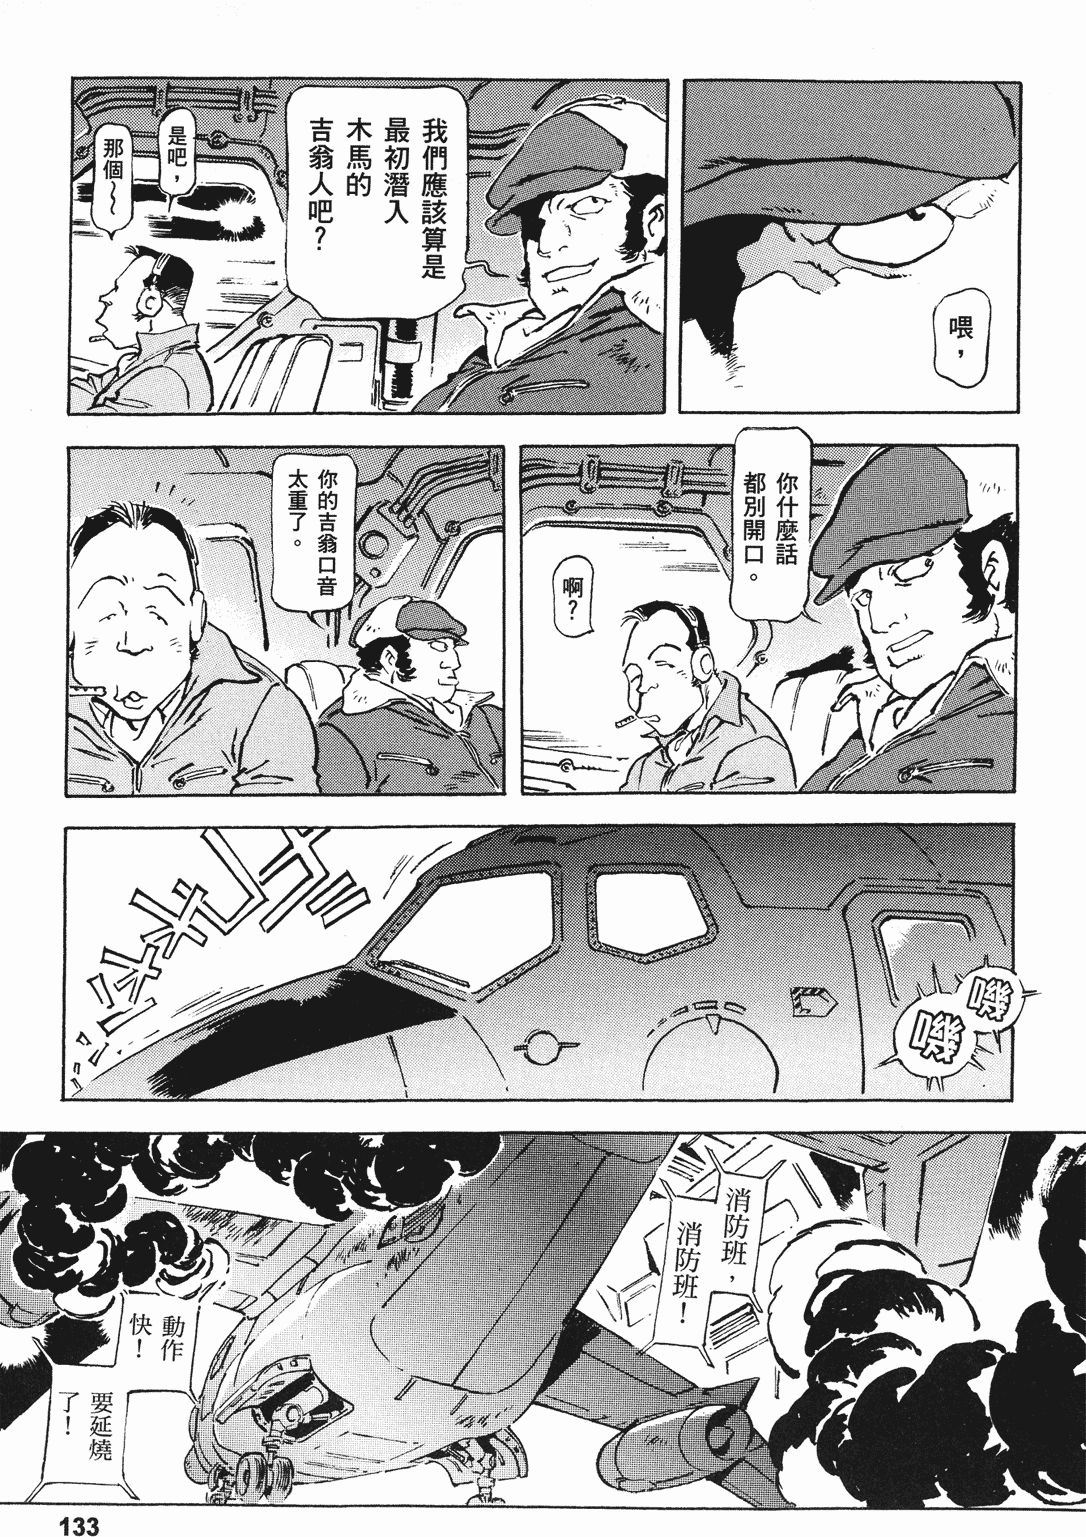 喂，
我們應該算是
最初潛入
木馬的
吉翁人吧？
是吧，
那個～
你什麼話
都別開口。
啊？
你的吉翁口音
太重了。
嘰
嘰
消防班，
消防班！
動作
快！
要延燒
了！
133